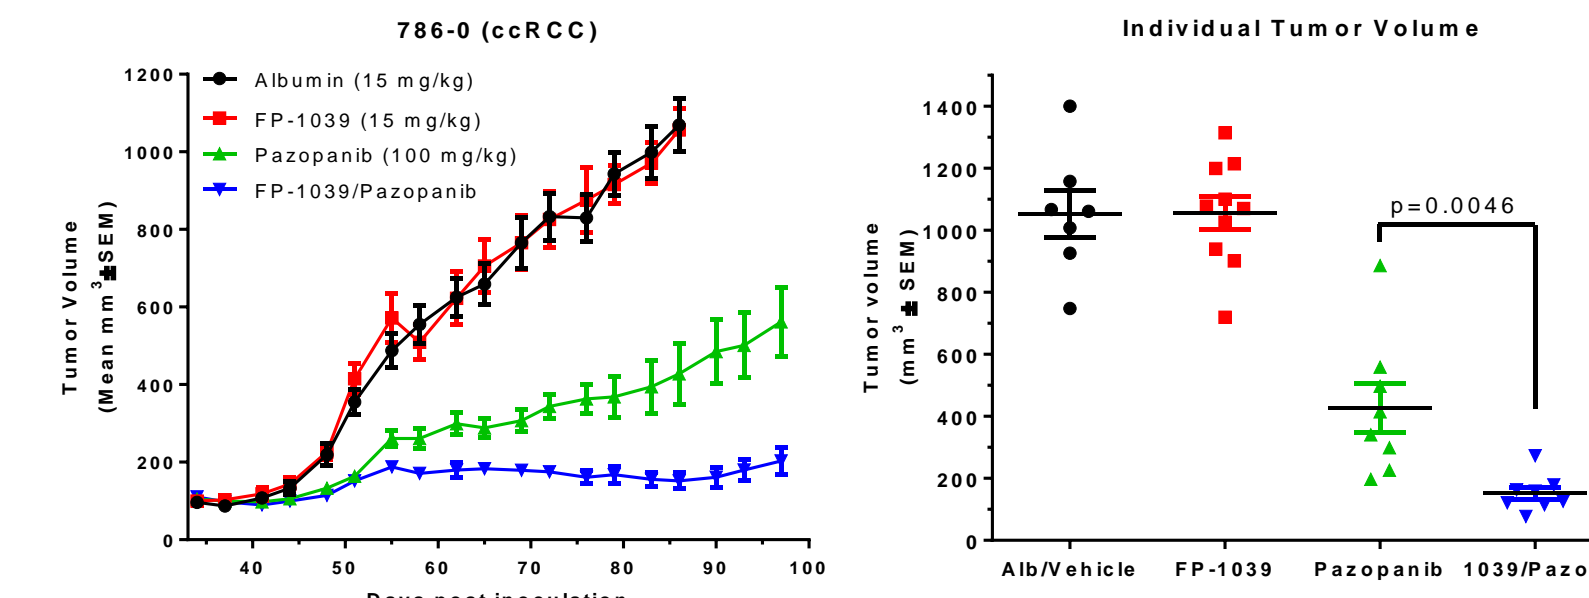 786-0 (ccRCC)
1200
1000
800
600
400
200
0
Tumor Volume
(Mean mm³ ± SEM)
Albumin (15 mg/kg)
FP-1039 (15 mg/kg)
Pazopanib (100 mg/kg)
FP-1039/Pazopanib
40 50 60 70 80 90 100
Days post inoculation
Individual Tumor Volume
1400
1200
1000
800
600
400
200
0
Tumor volume
(mm³ ± SEM)
p=0.0046
Alb/Vehicle FP-1039 Pazopanib 1039/Pazo